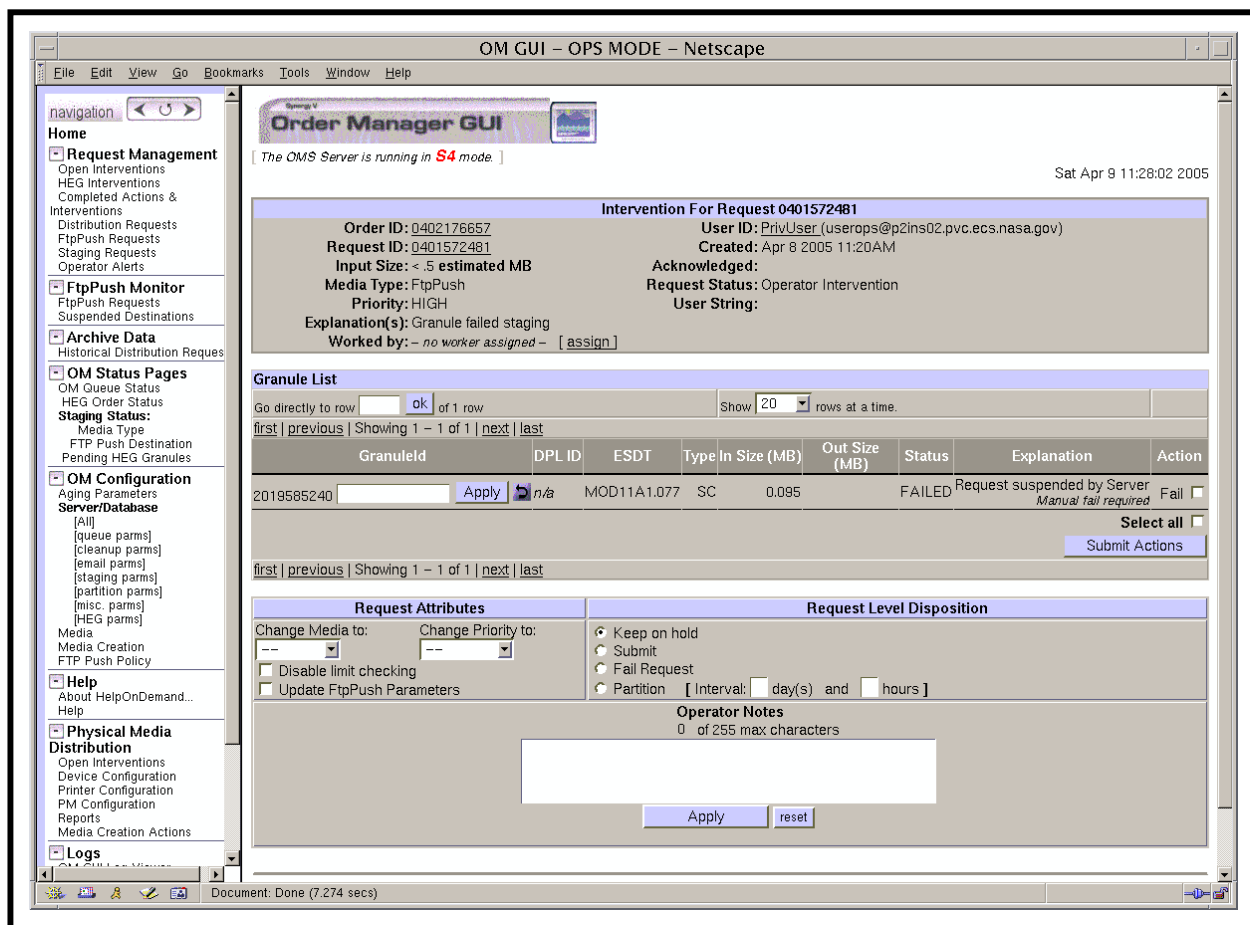 OM GUI – OPS MODE – Netscape
File Edit View Go Bookmarks Tools Window Help
navigation
Home
Request Management
Open Interventions
HEG Interventions
Completed Actions &
Interventions
Distribution Requests
FtpPush Requests
Staging Requests
Operator Alerts
FtpPush Monitor
FtpPush Requests
Suspended Destinations
Archive Data
Historical Distribution Reques
OM Status Pages
OM Queue Status
HEG Order Status
Staging Status:
Media Type
FTP Push Destination
Pending HEG Granules
OM Configuration
Aging Parameters
Server/Database
[All]
[queue parms]
[cleanup parms]
[email parms]
[staging parms]
[partition parms]
[misc. parms]
[HEG parms]
Media
Media Creation
FTP Push Policy
Help
About HelpOnDemand...
Help
Physical Media
Distribution
Open Interventions
Device Configuration
Printer Configuration
PM Configuration
Reports
Media Creation Actions
Logs
OM GUI Log Viewer
Synergy V
Order Manager GUI
[ The OMS Server is running in S4 mode. ]
Sat Apr 9 11:28:02 2005
Intervention For Request 0401572481
Order ID: 0402176657 User ID: PrivUser (userops@p2ins02.pvc.ecs.nasa.gov)
Request ID: 0401572481 Created: Apr 8 2005 11:20AM
Input Size: < .5 estimated MB Acknowledged:
Media Type: FtpPush Request Status: Operator Intervention
Priority: HIGH User String:
Explanation(s): Granule failed staging
Worked by: – no worker assigned – [ assign ]
Granule List
Go directly to row ok of 1 row Show 20 rows at a time.
first | previous | Showing 1 – 1 of 1 | next | last
GranuleId DPL ID ESDT Type In Size (MB) Out Size (MB) Status Explanation Action
2019585240 Apply n/a MOD11A1.077 SC 0.095 FAILED Request suspended by Server Manual fail required Fail
Select all
Submit Actions
first | previous | Showing 1 – 1 of 1 | next | last
Request Attributes Request Level Disposition
Change Media to: Change Priority to:
-- --
Disable limit checking
Update FtpPush Parameters
Keep on hold
Submit
Fail Request
Partition [ Interval: day(s) and hours ]
Operator Notes
0 of 255 max characters
Apply reset
Document: Done (7.274 secs)